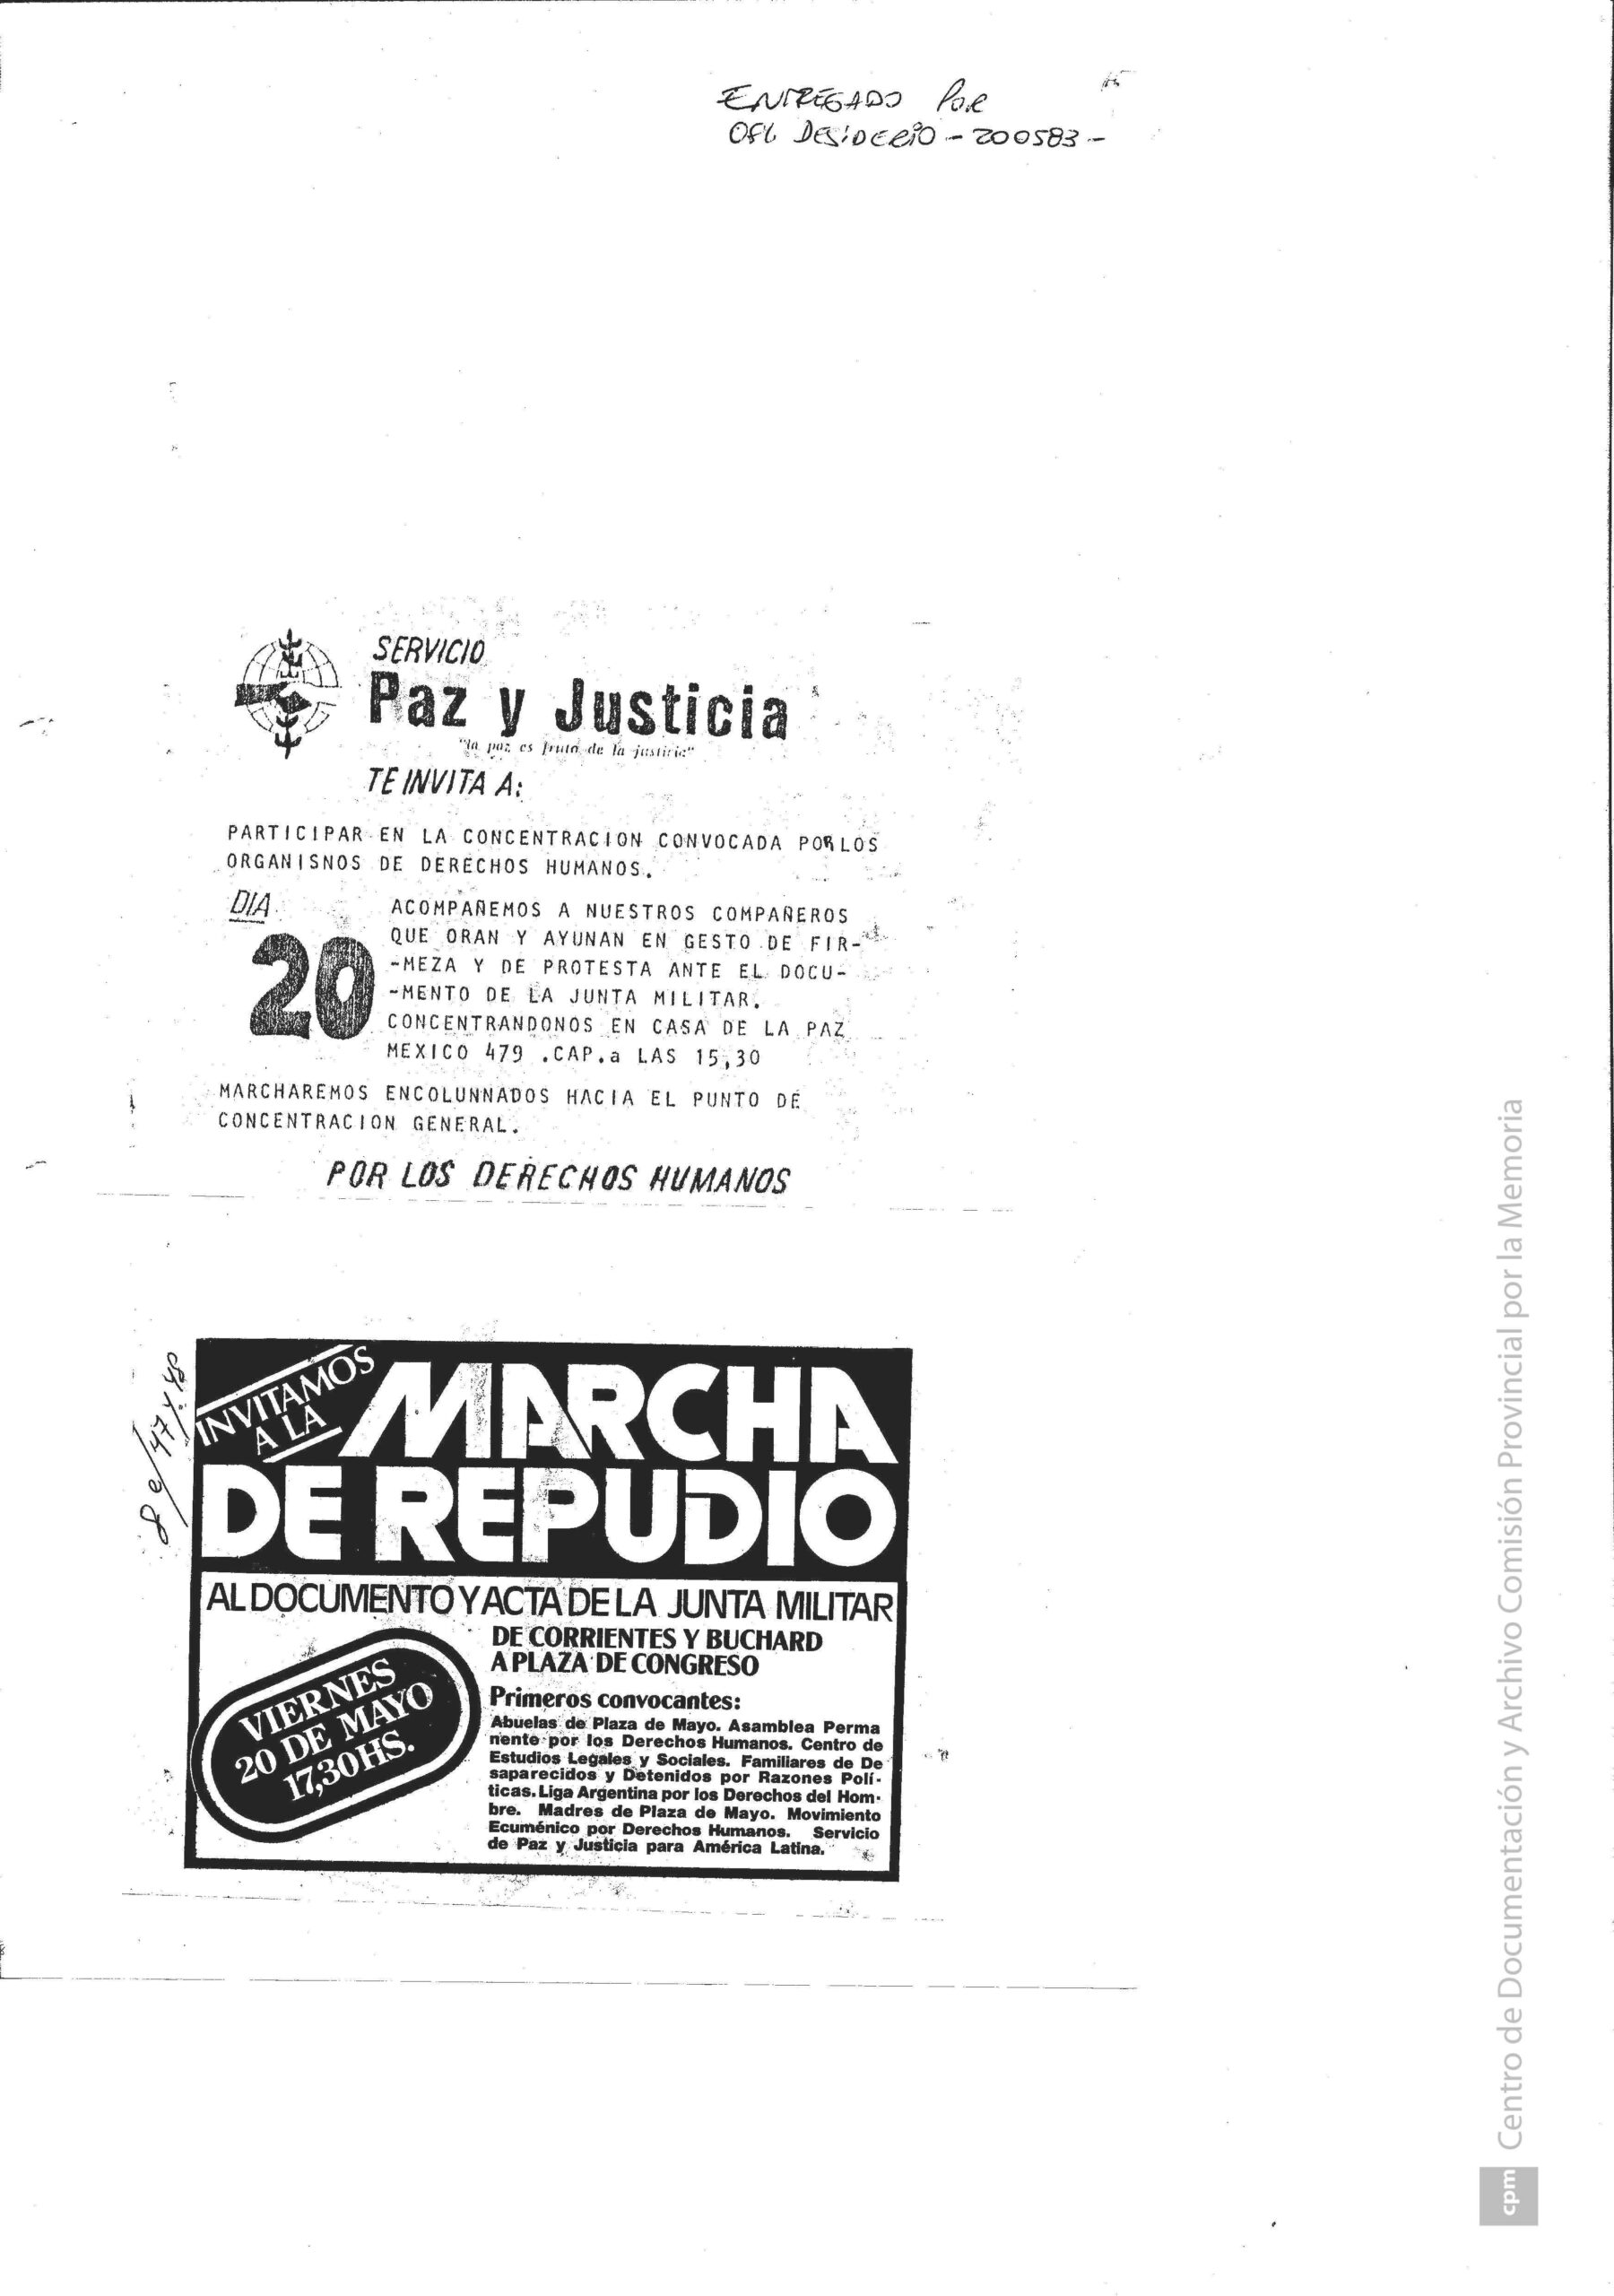 ENTREGADO POR
OFL DESIDERIO - 200583 -
SERVICIO
Paz y Justicia
"la paz es fruto de la justicia"
TE INVITA A:
PARTICIPAR EN LA CONCENTRACION CONVOCADA POR LOS
ORGANISNOS DE DERECHOS HUMANOS.
DIA
20
ACOMPAÑEMOS A NUESTROS COMPAÑEROS
QUE ORAN Y AYUNAN EN GESTO DE FIR-
-MEZA Y DE PROTESTA ANTE EL DOCU-
-MENTO DE LA JUNTA MILITAR.
CONCENTRANDONOS EN CASA DE LA PAZ
MEXICO 479 .CAP.a LAS 15,30
MARCHAREMOS ENCOLUNNADOS HACIA EL PUNTO DE
CONCENTRACION GENERAL.
POR LOS DERECHOS HUMANOS
INVITAMOS
A LA
MARCHA
DE REPUDIO
AL DOCUMENTO Y ACTA DE LA JUNTA MILITAR
DE CORRIENTES Y BUCHARD
A PLAZA DE CONGRESO
VIERNES
20 DE MAYO
17,30 HS.
Primeros convocantes:
Abuelas de Plaza de Mayo. Asamblea Perma
nente por los Derechos Humanos. Centro de
Estudios Legales y Sociales. Familiares de De
saparecidos y Detenidos por Razones Polí-
ticas. Liga Argentina por los Derechos del Hom-
bre. Madres de Plaza de Mayo. Movimiento
Ecuménico por Derechos Humanos. Servicio
de Paz y Justicia para América Latina.
cpm Centro de Documentación y Archivo Comisión Provincial por la Memoria